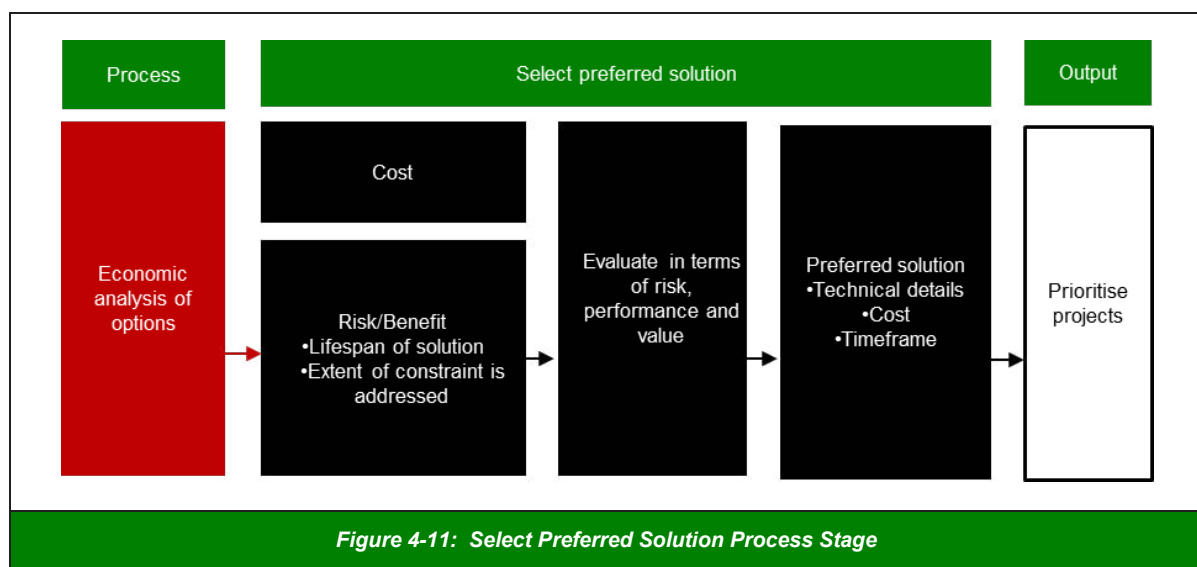 Process
Select preferred solution
Output
Economic
analysis of
options
Cost
Risk/Benefit
•Lifespan of solution
•Extent of constraint is
addressed
Evaluate in terms
of risk,
performance and
value
Preferred solution
•Technical details
•Cost
•Timeframe
Prioritise
projects
Figure 4-11: Select Preferred Solution Process Stage